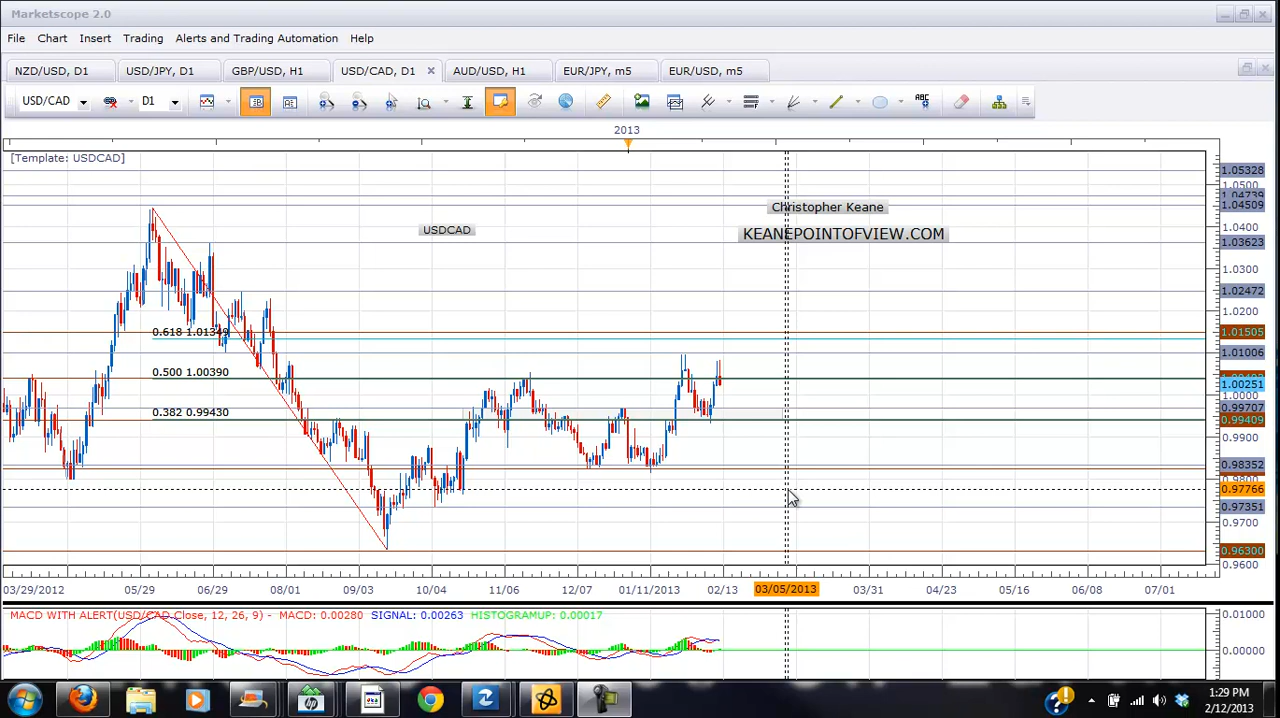 Marketscope 2.0
File Chart Insert Trading Alerts and Trading Automation Help
NZD/USD, D1 USD/JPY, D1 GBP/USD, H1 USD/CAD, D1 AUD/USD, H1 EUR/JPY, m5 EUR/USD, m5
USD/CAD D1 ABC
2013
[Template: USDCAD]
1.05328
1.0500
1.04739
1.04509
Christopher Keane
USDCAD
KEANEPOINTOFVIEW.COM
1.0400
1.03623
1.0300
1.02472
1.0200
0.618 1.01349
1.01505
1.01006
0.500 1.00390
1.00251
1.0000
0.99707
0.382 0.99430
0.99409
0.9900
0.98352
0.9800
0.97766
0.97351
0.9700
0.96300
0.9600
03/29/2012 05/29 06/29 08/01 09/03 10/04 11/06 12/07 01/11/2013 02/13 03/05/2013 03/31 04/23 05/16 06/08 07/01
MACD WITH ALERT(USD/CAD.Close, 12, 26, 9) - MACD: 0.00280 SIGNAL: 0.00263 HISTOGRAMUP: 0.00017
0.01000
0.00000
1:29 PM
2/12/2013